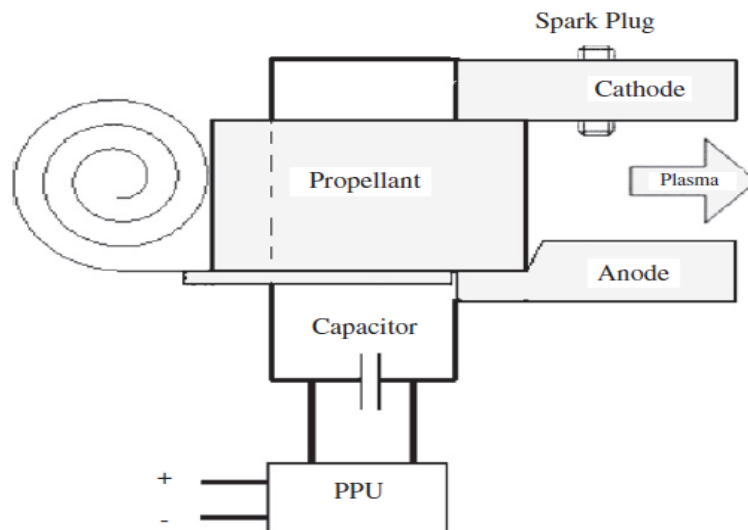 Spark Plug
Cathode
Propellant
Plasma
Anode
Capacitor
+
PPU
-